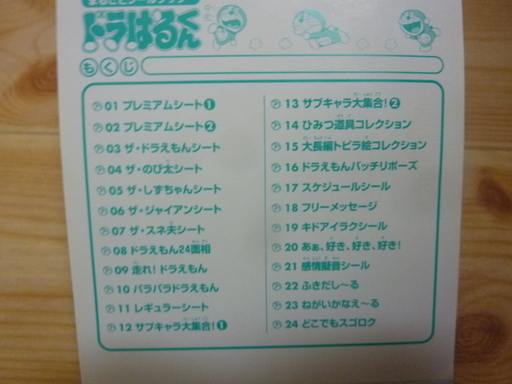 まるごとシールブック
ドラぱるくん
もくじ
P 01 プレミアムシート❶
P 02 プレミアムシート❷
P 03 ザ・ドラえもんシート
P 04 ザ・のび太シート
P 05 ザ・しずちゃんシート
P 06 ザ・ジャイアンシート
P 07 ザ・スネ夫シート
P 08 ドラえもん24面相
P 09 走れ!ドラえもん
P 10 パラパラドラえもん
P 11 レギュラーシート
P 12 サブキャラ大集合!❶
P 13 サブキャラ大集合!❷
P 14 ひみつ道具コレクション
P 15 大長編トビラ絵コレクション
P 16 ドラえもんバッチリポーズ
P 17 スケジュールシール
P 18 フリーメッセージ
P 19 キドアイラクシール
P 20 あぁ、好き、好き、好き!
P 21 感情擬音シール
P 22 ふきだし〜る
P 23 ねがいかなえ〜る
P 24 どこでもスゴロク